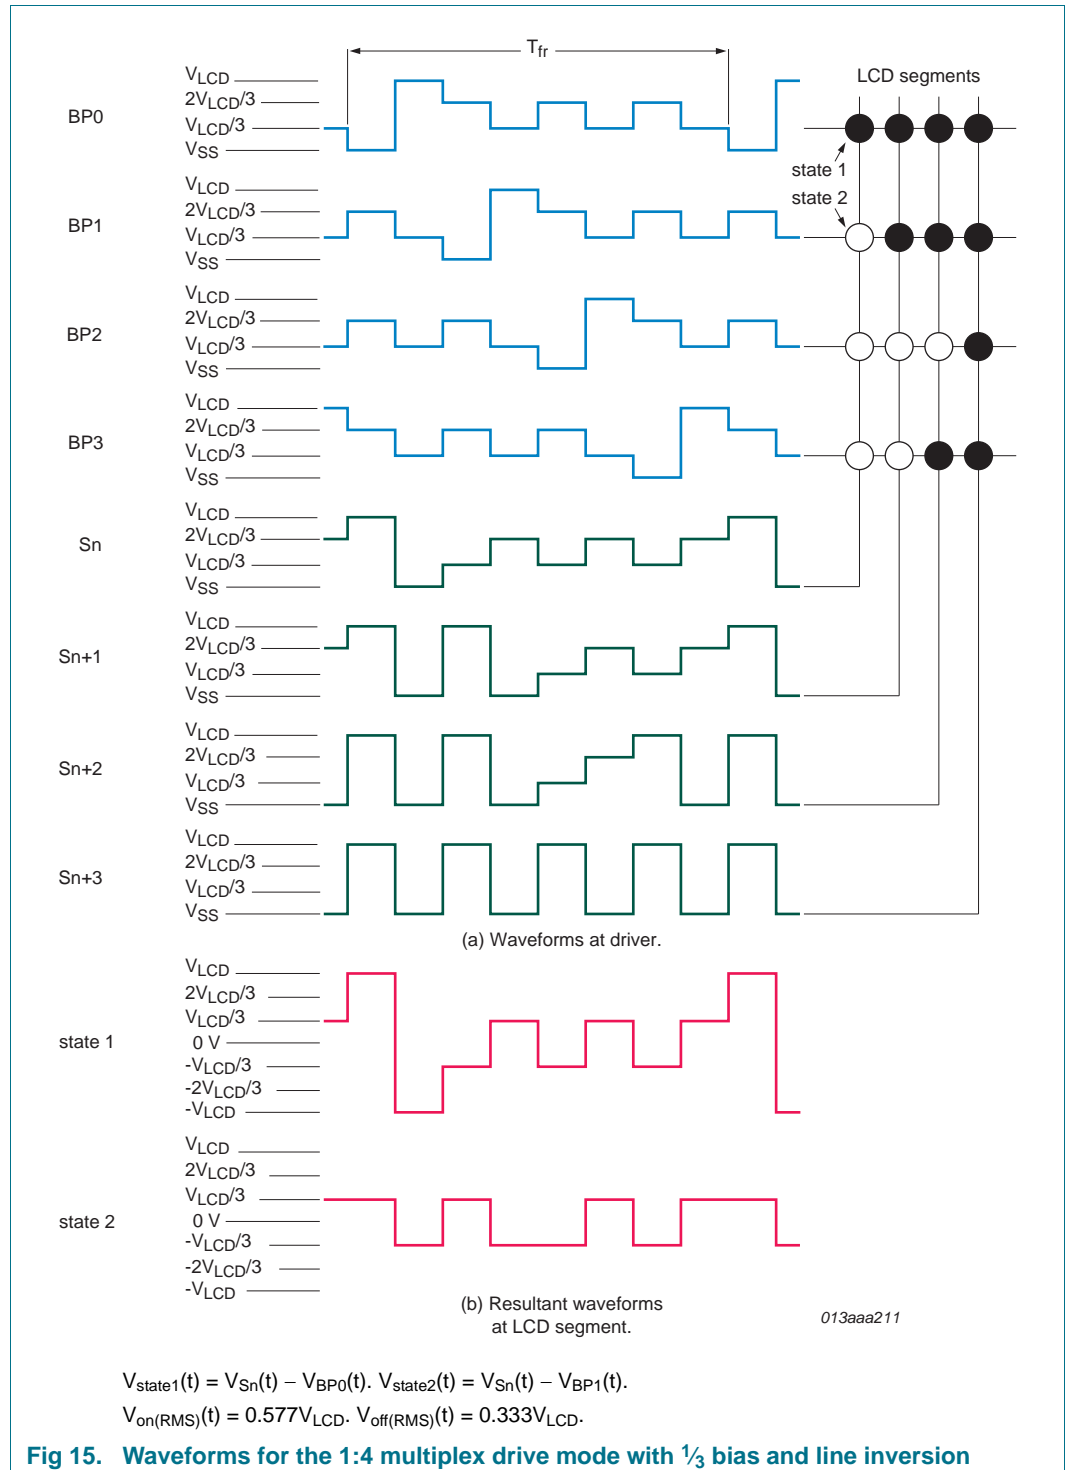 Tfr
BP0
VLCD
2VLCD/3
VLCD/3
VSS
LCD segments
state 1
state 2
BP1
VLCD
2VLCD/3
VLCD/3
VSS
BP2
VLCD
2VLCD/3
VLCD/3
VSS
BP3
VLCD
2VLCD/3
VLCD/3
VSS
Sn
VLCD
2VLCD/3
VLCD/3
VSS
Sn+1
VLCD
2VLCD/3
VLCD/3
VSS
Sn+2
VLCD
2VLCD/3
VLCD/3
VSS
Sn+3
VLCD
2VLCD/3
VLCD/3
VSS
(a) Waveforms at driver.
state 1
VLCD
2VLCD/3
VLCD/3
0 V
-VLCD/3
-2VLCD/3
-VLCD
state 2
VLCD
2VLCD/3
VLCD/3
0 V
-VLCD/3
-2VLCD/3
-VLCD
(b) Resultant waveforms
at LCD segment.
013aaa211
Vstate1(t) = VSn(t) − VBP0(t). Vstate2(t) = VSn(t) − VBP1(t).
Von(RMS)(t) = 0.577VLCD. Voff(RMS)(t) = 0.333VLCD.
Fig 15. Waveforms for the 1:4 multiplex drive mode with 1⁄3 bias and line inversion